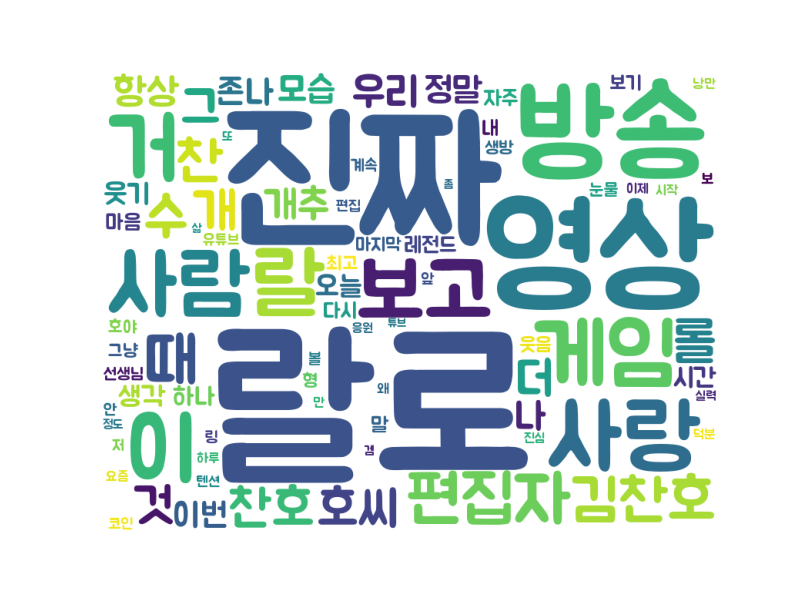 항상 그 존나 모습 우리 정말 자주 보기 낭만
거 찬 진짜 내 생방 방송
또 계속 좀 눈물 이제 시작 보
웃기 수 개 개추 편집
마음 삶 유튜브 마지막 레전드 영상
사람 랄 최고 오늘 보고 앞
다시 응원 튜브
호야 때 랄로 웃음 게임 롤
그냥 볼
선생님 생각 하나 형 왜 더 시간
안 만 말 나 사랑 실력
정도 이 링 진심 덕분
저 하루 겜
요즘 텐션
코인 것 이번 찬호 호씨 편집자 김찬호